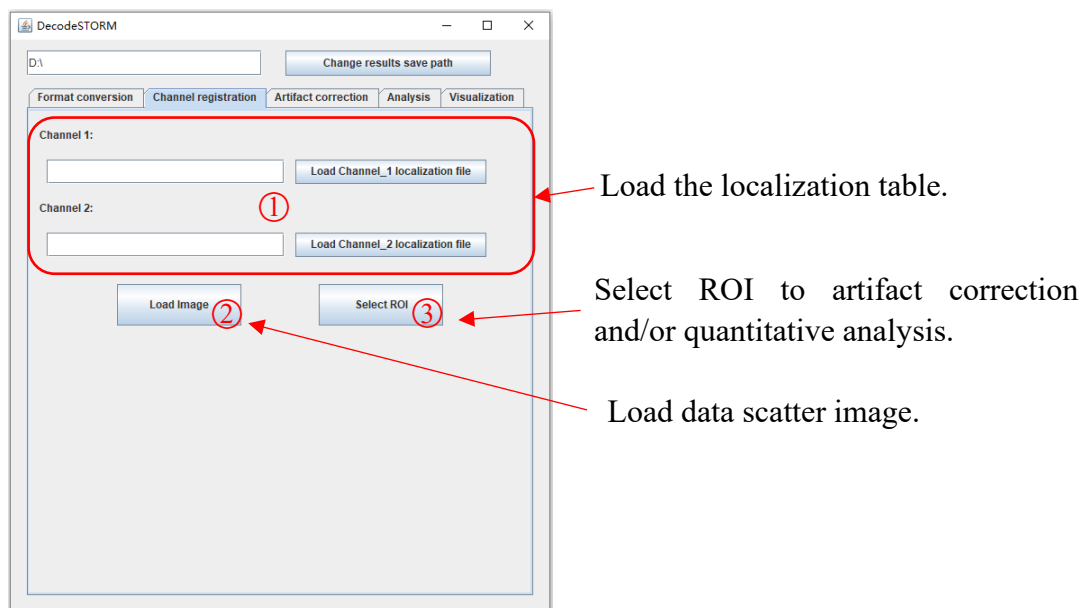 DecodeSTORM
D:\
Change results save path
Format conversion
Channel registration
Artifact correction
Analysis
Visualization
Channel 1:
Load Channel_1 localization file
①
Channel 2:
Load Channel_2 localization file
Load Image
②
Select ROI
③
Load the localization table.
Select ROI to artifact correction
and/or quantitative analysis.
Load data scatter image.